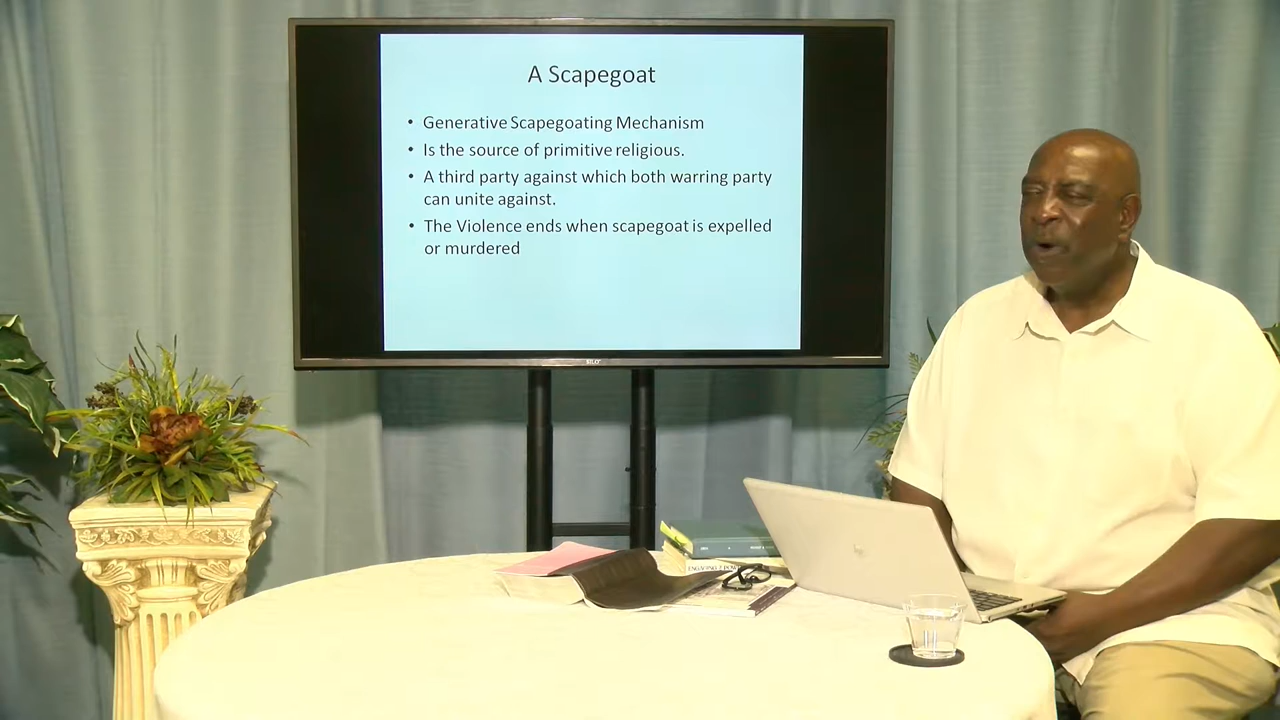 A Scapegoat
• Generative Scapegoating Mechanism
• Is the source of primitive religious.
• A third party against which both warring party
can unite against.
• The Violence ends when scapegoat is expelled
or murdered